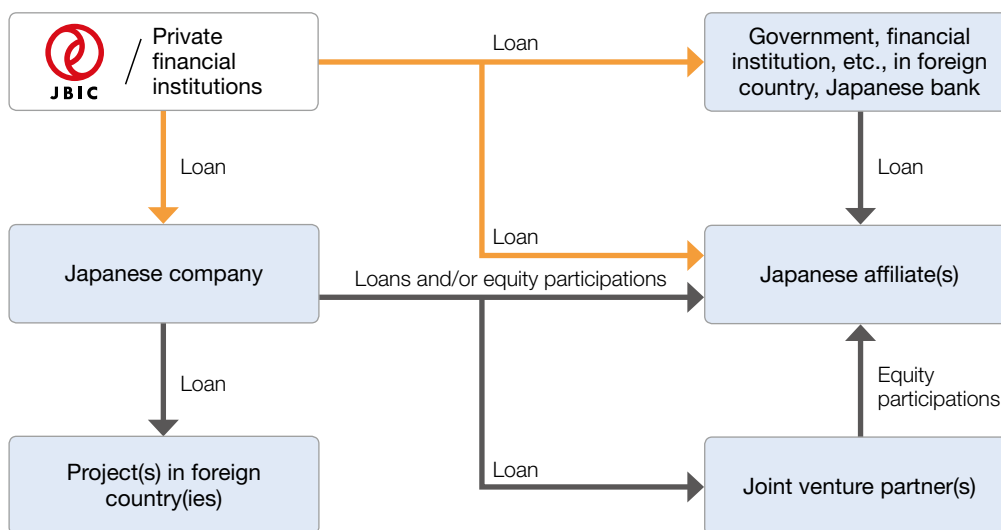 JBIC
Private
financial
institutions
Loan
Government, financial
institution, etc., in foreign
country, Japanese bank
Loan
Loan
Loan
Japanese company
Loans and/or equity participations
Japanese affiliate(s)
Loan
Equity
participations
Project(s) in foreign
country(ies)
Loan
Joint venture partner(s)